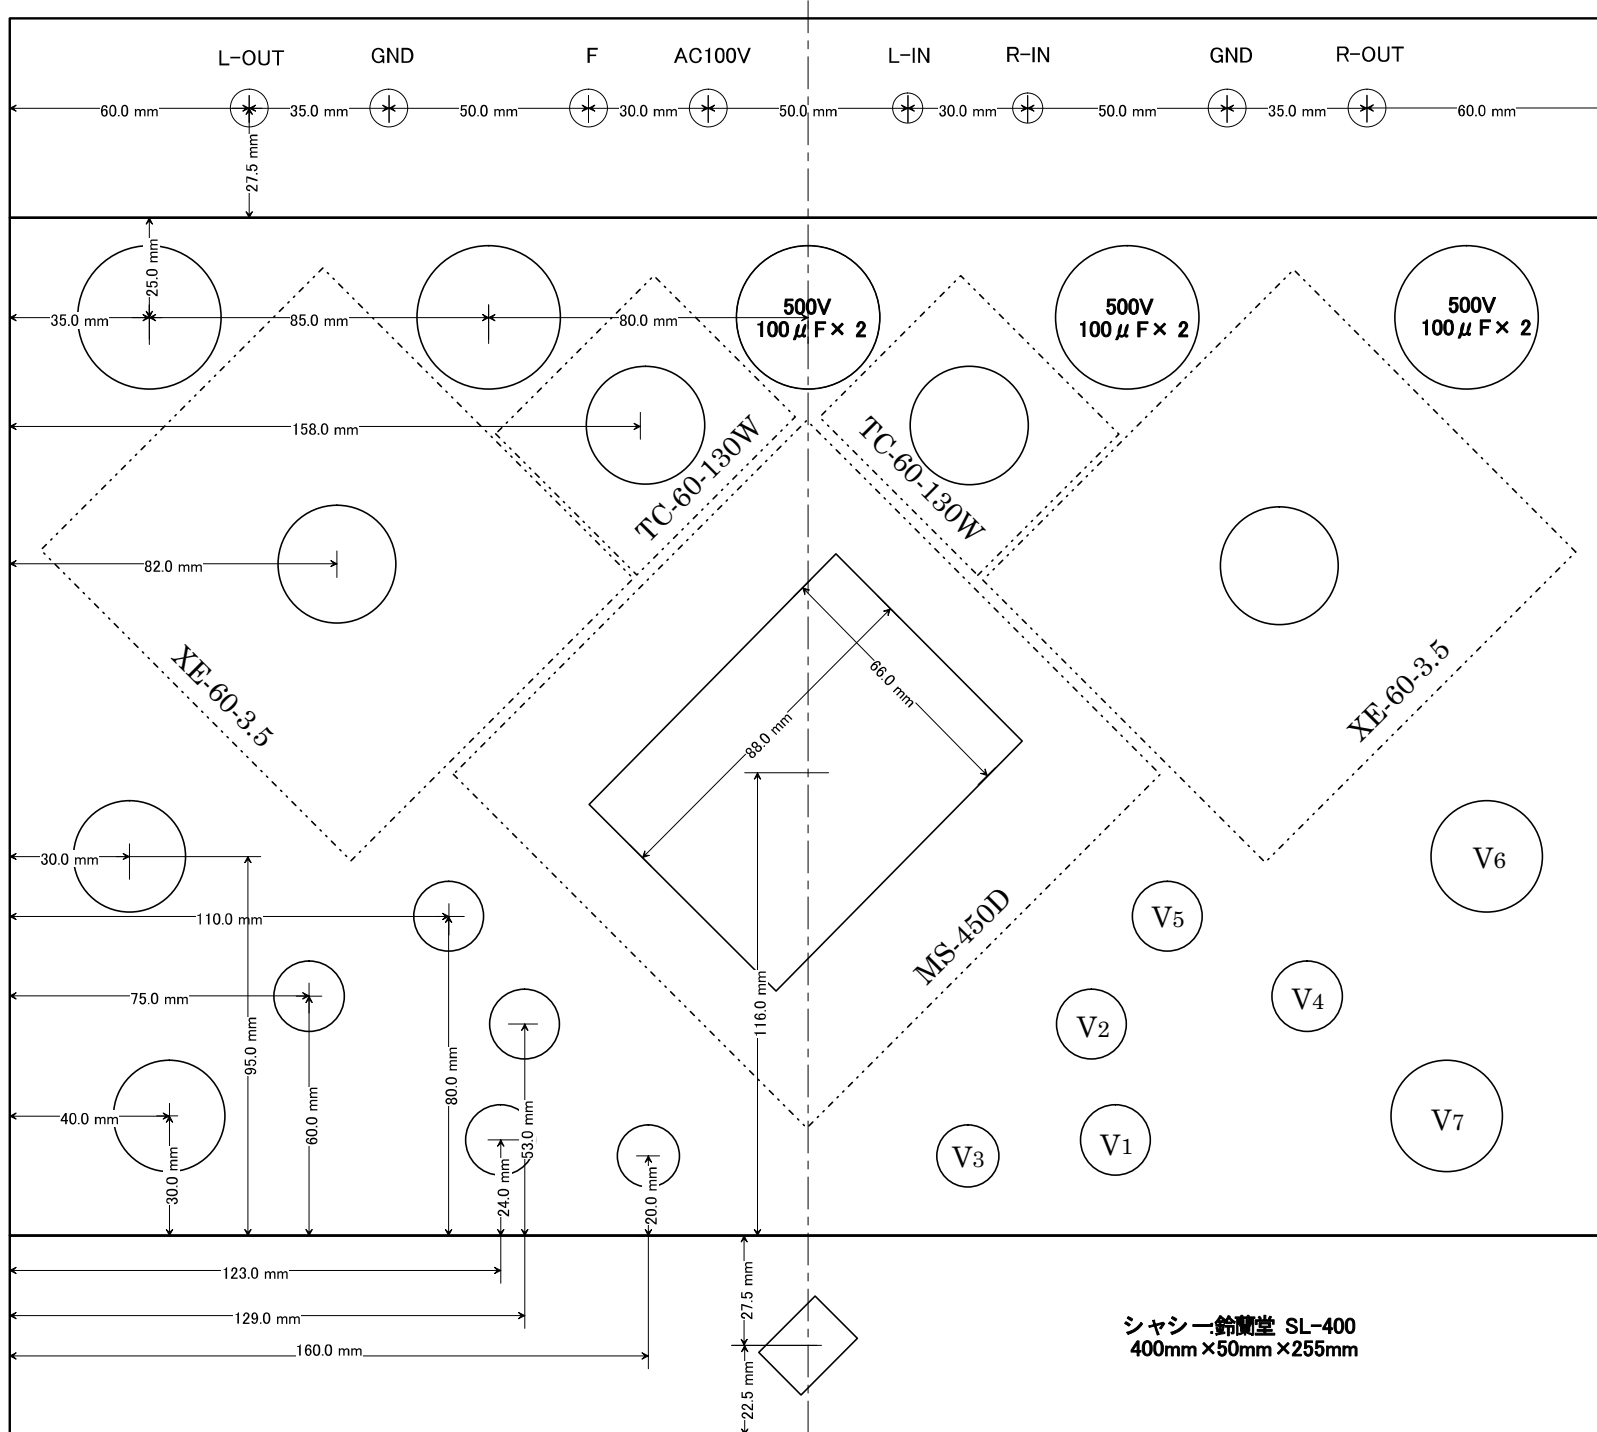 L-OUT
GND
F
AC100V
L-IN
R-IN
GND
R-OUT
60.0 mm
35.0 mm
50.0 mm
30.0 mm
50.0 mm
30.0 mm
50.0 mm
35.0 mm
60.0 mm
27.5 mm
25.0 mm
35.0 mm
85.0 mm
80.0 mm
500V
100μF×2
500V
100μF×2
500V
100μF×2
158.0 mm
TC-60-130W
TC-60-130W
82.0 mm
XE-60-3.5
66.0 mm
88.0 mm
XE-60-3.5
30.0 mm
V6
110.0 mm
V5
MS-450D
75.0 mm
116.0 mm
V4
V2
95.0 mm
80.0 mm
60.0 mm
40.0 mm
53.0 mm
V7
V3
V1
30.0 mm
24.0 mm
20.0 mm
123.0 mm
27.5 mm
129.0 mm
160.0 mm
22.5 mm
シャシー:鈴蘭堂 SL-400
400mm×50mm×255mm